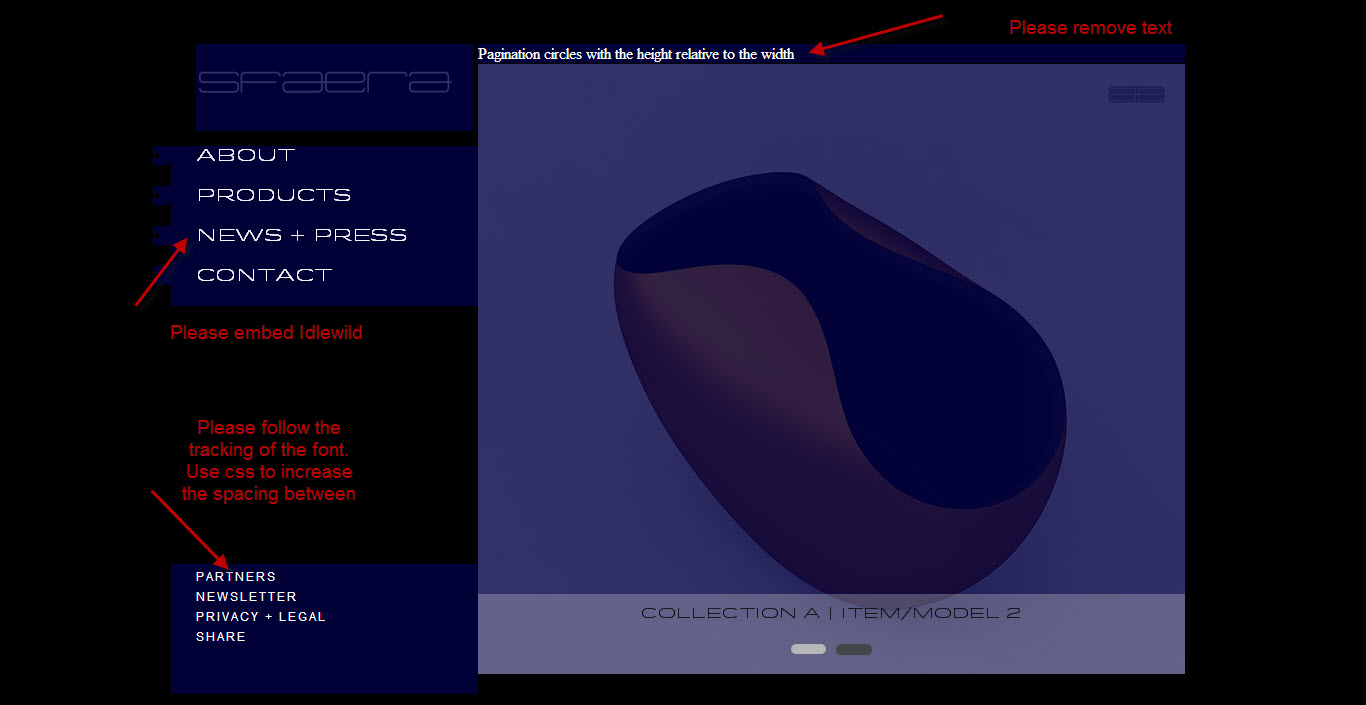 Please remove text
Pagination circles with the height relative to the width
sfaera
ABOUT
PRODUCTS
NEWS + PRESS
CONTACT
Please embed Idlewild
Please follow the
tracking of the font.
Use css to increase
the spacing between
PARTNERS
NEWSLETTER
PRIVACY + LEGAL
SHARE
COLLECTION A | ITEM/MODEL 2